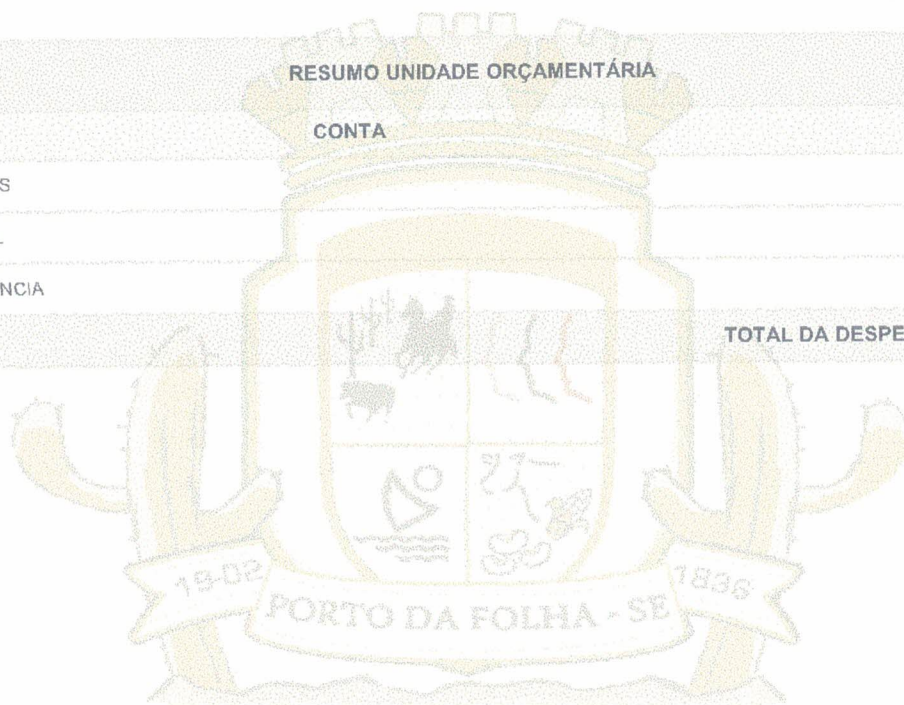 RESUMO UNIDADE ORÇAMENTÁRIA
CONTA
S
NCIA
TOTAL DA DESPE
19-02
1836
PORTO DA FOLHA - SE